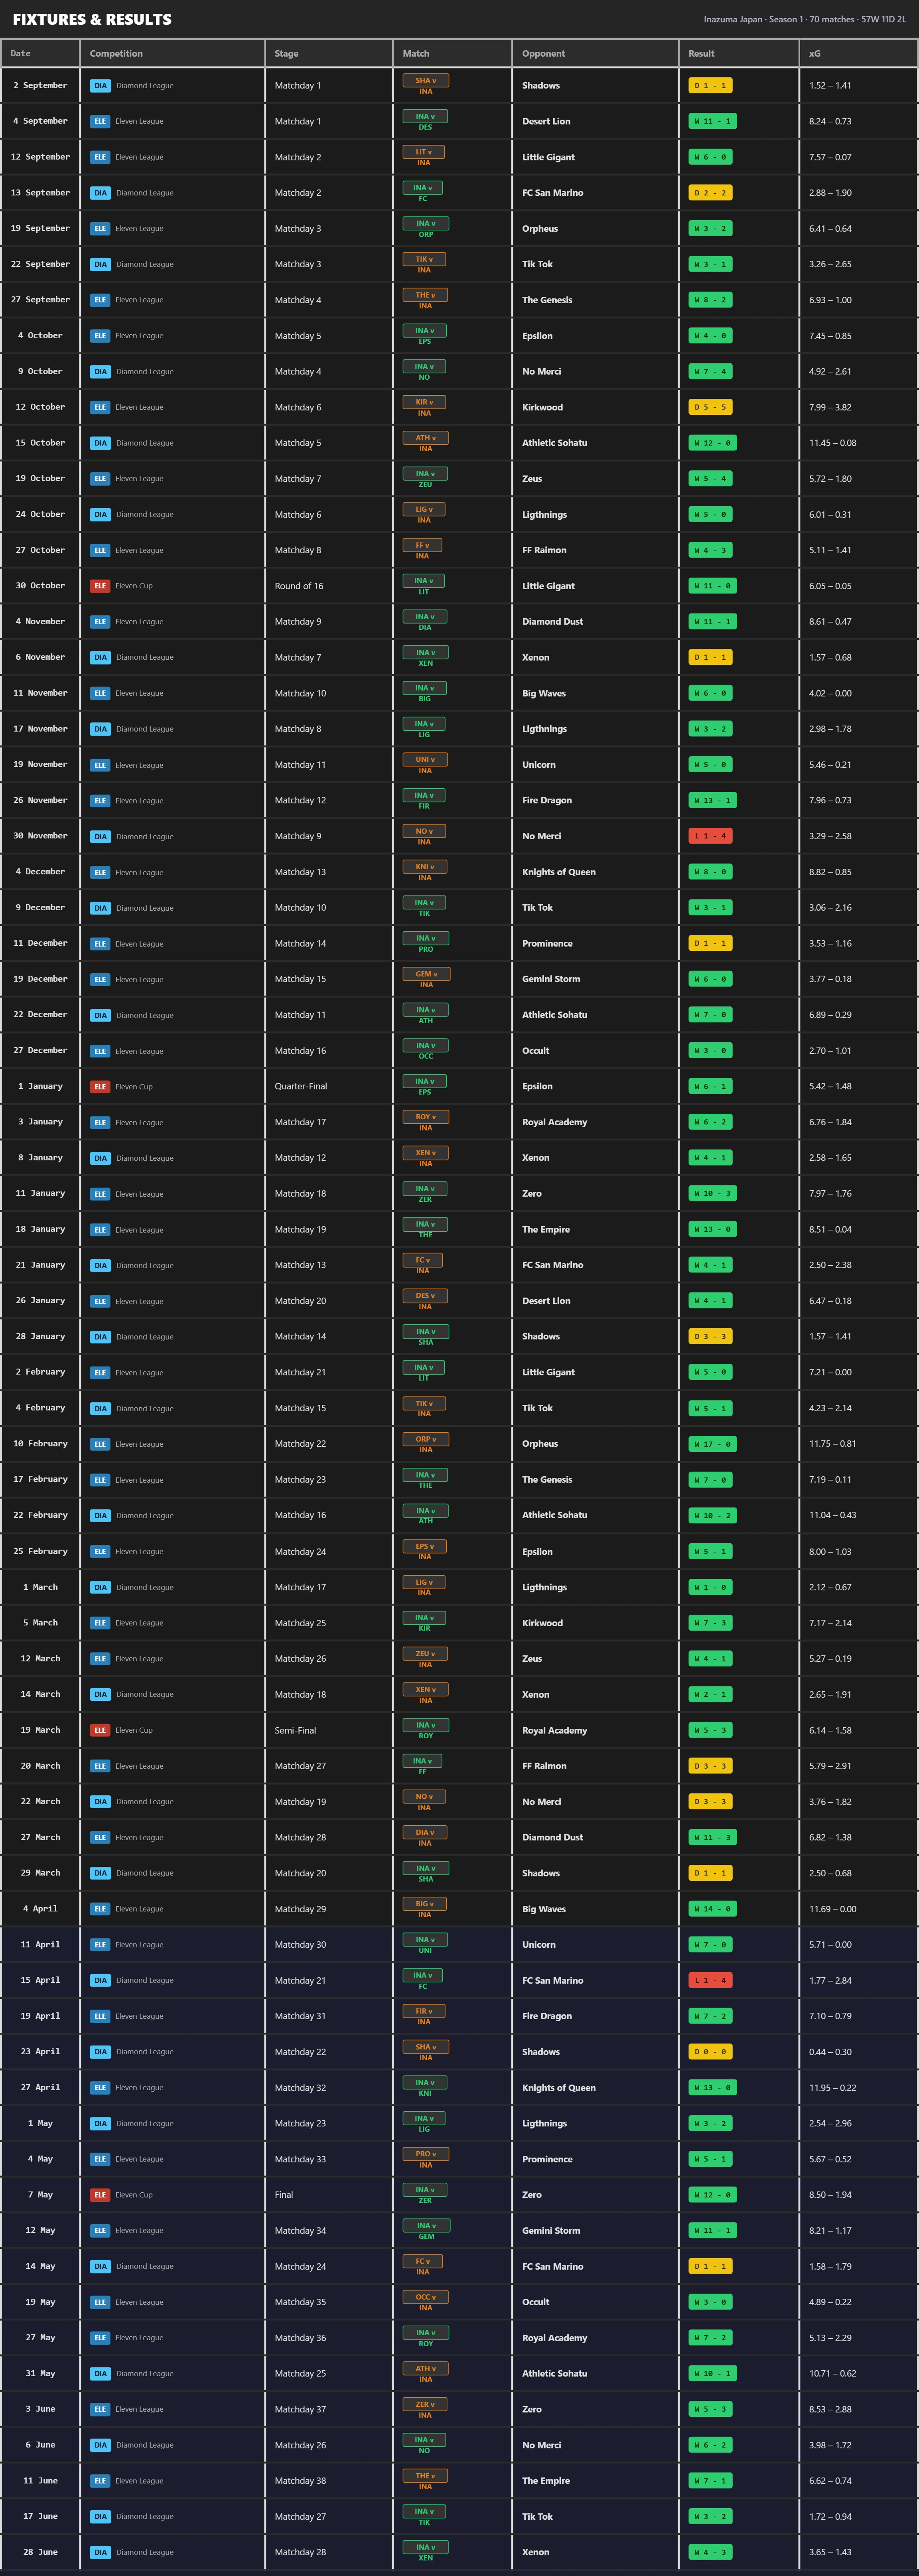 FIXTURES & RESULTS
Inazuma Japan · Season 1 · 70 matches · 57W 11D 2L
Date Competition Stage Match Opponent Result xG
2 September DIA Diamond League Matchday 1 SHA v INA Shadows D 1 - 1 1.52 – 1.41
4 September ELE Eleven League Matchday 1 INA v DES Desert Lion W 11 - 1 8.24 – 0.73
12 September ELE Eleven League Matchday 2 LIT v INA Little Gigant W 6 - 0 7.57 – 0.07
13 September DIA Diamond League Matchday 2 INA v FC FC San Marino D 2 - 2 2.88 – 1.90
19 September ELE Eleven League Matchday 3 INA v ORP Orpheus W 3 - 2 6.41 – 0.64
22 September DIA Diamond League Matchday 3 TIK v INA Tik Tok W 3 - 1 3.26 – 2.65
27 September ELE Eleven League Matchday 4 THE v INA The Genesis W 8 - 2 6.93 – 1.00
4 October ELE Eleven League Matchday 5 INA v EPS Epsilon W 4 - 0 7.45 – 0.85
9 October DIA Diamond League Matchday 4 INA v NO No Merci W 7 - 4 4.92 – 2.61
12 October ELE Eleven League Matchday 6 KIR v INA Kirkwood D 5 - 5 7.99 – 3.82
15 October DIA Diamond League Matchday 5 ATH v INA Athletic Sohatu W 12 - 0 11.45 – 0.08
19 October ELE Eleven League Matchday 7 INA v ZEU Zeus W 5 - 4 5.72 – 1.80
24 October DIA Diamond League Matchday 6 LIG v INA Ligthnings W 5 - 0 6.01 – 0.31
27 October ELE Eleven League Matchday 8 FF v INA FF Raimon W 4 - 3 5.11 – 1.41
30 October ELE Eleven Cup Round of 16 INA v LIT Little Gigant W 11 - 0 6.05 – 0.05
4 November ELE Eleven League Matchday 9 INA v DIA Diamond Dust W 11 - 1 8.61 – 0.47
6 November DIA Diamond League Matchday 7 INA v XEN Xenon D 1 - 1 1.57 – 0.68
11 November ELE Eleven League Matchday 10 INA v BIG Big Waves W 6 - 0 4.02 – 0.00
17 November DIA Diamond League Matchday 8 INA v LIG Ligthnings W 3 - 2 2.98 – 1.78
19 November ELE Eleven League Matchday 11 UNI v INA Unicorn W 5 - 0 5.46 – 0.21
26 November ELE Eleven League Matchday 12 INA v FIR Fire Dragon W 13 - 1 7.96 – 0.73
30 November DIA Diamond League Matchday 9 NO v INA No Merci L 1 - 4 3.29 – 2.58
4 December ELE Eleven League Matchday 13 KNI v INA Knights of Queen W 8 - 0 8.82 – 0.85
9 December DIA Diamond League Matchday 10 INA v TIK Tik Tok W 3 - 1 3.06 – 2.16
11 December ELE Eleven League Matchday 14 INA v PRO Prominence D 1 - 1 3.53 – 1.16
19 December ELE Eleven League Matchday 15 GEM v INA Gemini Storm W 6 - 0 3.77 – 0.18
22 December DIA Diamond League Matchday 11 INA v ATH Athletic Sohatu W 7 - 0 6.89 – 0.29
27 December ELE Eleven League Matchday 16 INA v OCC Occult W 3 - 0 2.70 – 1.01
1 January ELE Eleven Cup Quarter-Final INA v EPS Epsilon W 6 - 1 5.42 – 1.48
3 January ELE Eleven League Matchday 17 ROY v INA Royal Academy W 6 - 2 6.76 – 1.84
8 January DIA Diamond League Matchday 12 XEN v INA Xenon W 4 - 1 2.58 – 1.65
11 January ELE Eleven League Matchday 18 INA v ZER Zero W 10 - 3 7.97 – 1.76
18 January ELE Eleven League Matchday 19 INA v THE The Empire W 13 - 0 8.51 – 0.04
21 January DIA Diamond League Matchday 13 FC v INA FC San Marino W 4 - 1 2.50 – 2.38
26 January ELE Eleven League Matchday 20 DES v INA Desert Lion W 4 - 1 6.47 – 0.18
28 January DIA Diamond League Matchday 14 INA v SHA Shadows D 3 - 3 1.57 – 1.41
2 February ELE Eleven League Matchday 21 INA v LIT Little Gigant W 5 - 0 7.21 – 0.00
4 February DIA Diamond League Matchday 15 TIK v INA Tik Tok W 5 - 1 4.23 – 2.14
10 February ELE Eleven League Matchday 22 ORP v INA Orpheus W 17 - 0 11.75 – 0.81
17 February ELE Eleven League Matchday 23 INA v THE The Genesis W 7 - 0 7.19 – 0.11
22 February DIA Diamond League Matchday 16 INA v ATH Athletic Sohatu W 10 - 2 11.04 – 0.43
25 February ELE Eleven League Matchday 24 EPS v INA Epsilon W 5 - 1 8.00 – 1.03
1 March DIA Diamond League Matchday 17 LIG v INA Ligthnings W 1 - 0 2.12 – 0.67
5 March ELE Eleven League Matchday 25 INA v KIR Kirkwood W 7 - 3 7.17 – 2.14
12 March ELE Eleven League Matchday 26 ZEU v INA Zeus W 4 - 1 5.27 – 0.19
14 March DIA Diamond League Matchday 18 XEN v INA Xenon W 2 - 1 2.65 – 1.91
19 March ELE Eleven Cup Semi-Final INA v ROY Royal Academy W 5 - 3 6.14 – 1.58
20 March ELE Eleven League Matchday 27 INA v FF FF Raimon D 3 - 3 5.79 – 2.91
22 March DIA Diamond League Matchday 19 NO v INA No Merci D 3 - 3 3.76 – 1.82
27 March ELE Eleven League Matchday 28 DIA v INA Diamond Dust W 11 - 3 6.82 – 1.38
29 March DIA Diamond League Matchday 20 INA v SHA Shadows D 1 - 1 2.50 – 0.68
4 April ELE Eleven League Matchday 29 BIG v INA Big Waves W 14 - 0 11.69 – 0.00
11 April ELE Eleven League Matchday 30 INA v UNI Unicorn W 7 - 0 5.71 – 0.00
15 April DIA Diamond League Matchday 21 INA v FC FC San Marino L 1 - 4 1.77 – 2.84
19 April ELE Eleven League Matchday 31 FIR v INA Fire Dragon W 7 - 2 7.10 – 0.79
23 April DIA Diamond League Matchday 22 SHA v INA Shadows D 0 - 0 0.44 – 0.30
27 April ELE Eleven League Matchday 32 INA v KNI Knights of Queen W 13 - 0 11.95 – 0.22
1 May DIA Diamond League Matchday 23 INA v LIG Ligthnings W 3 - 2 2.54 – 2.96
4 May ELE Eleven League Matchday 33 PRO v INA Prominence W 5 - 1 5.67 – 0.52
7 May ELE Eleven Cup Final INA v ZER Zero W 12 - 0 8.50 – 1.94
12 May ELE Eleven League Matchday 34 INA v GEM Gemini Storm W 11 - 1 8.21 – 1.17
14 May DIA Diamond League Matchday 24 FC v INA FC San Marino D 1 - 1 1.58 – 1.79
19 May ELE Eleven League Matchday 35 OCC v INA Occult W 3 - 0 4.89 – 0.22
27 May ELE Eleven League Matchday 36 INA v ROY Royal Academy W 7 - 2 5.13 – 2.29
31 May DIA Diamond League Matchday 25 ATH v INA Athletic Sohatu W 10 - 1 10.71 – 0.62
3 June ELE Eleven League Matchday 37 ZER v INA Zero W 5 - 3 8.53 – 2.88
6 June DIA Diamond League Matchday 26 INA v NO No Merci W 6 - 2 3.98 – 1.72
11 June ELE Eleven League Matchday 38 THE v INA The Empire W 7 - 1 6.62 – 0.74
17 June DIA Diamond League Matchday 27 INA v TIK Tik Tok W 3 - 2 1.72 – 0.94
28 June DIA Diamond League Matchday 28 INA v XEN Xenon W 4 - 3 3.65 – 1.43